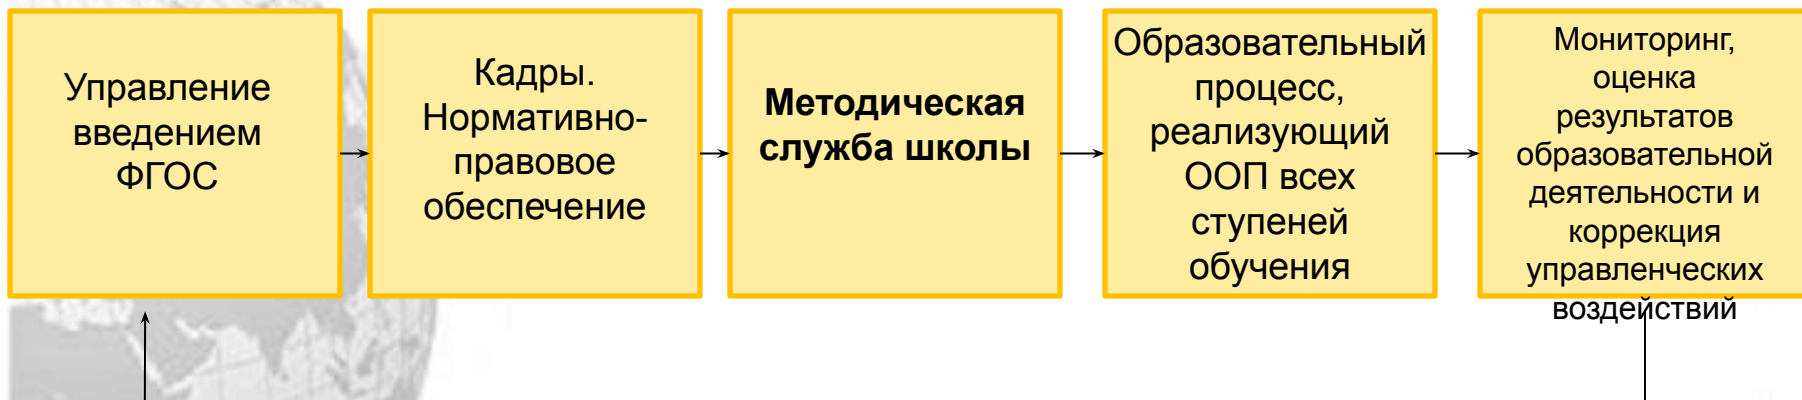 Управление
введением
ФГОС
Кадры.
Нормативно-
правовое
обеспечение
Методическая
служба школы
Образовательный
процесс,
реализующий
ООП всех
ступеней
обучения
Мониторинг,
оценка
результатов
образовательной
деятельности и
коррекция
управленческих
воздействий